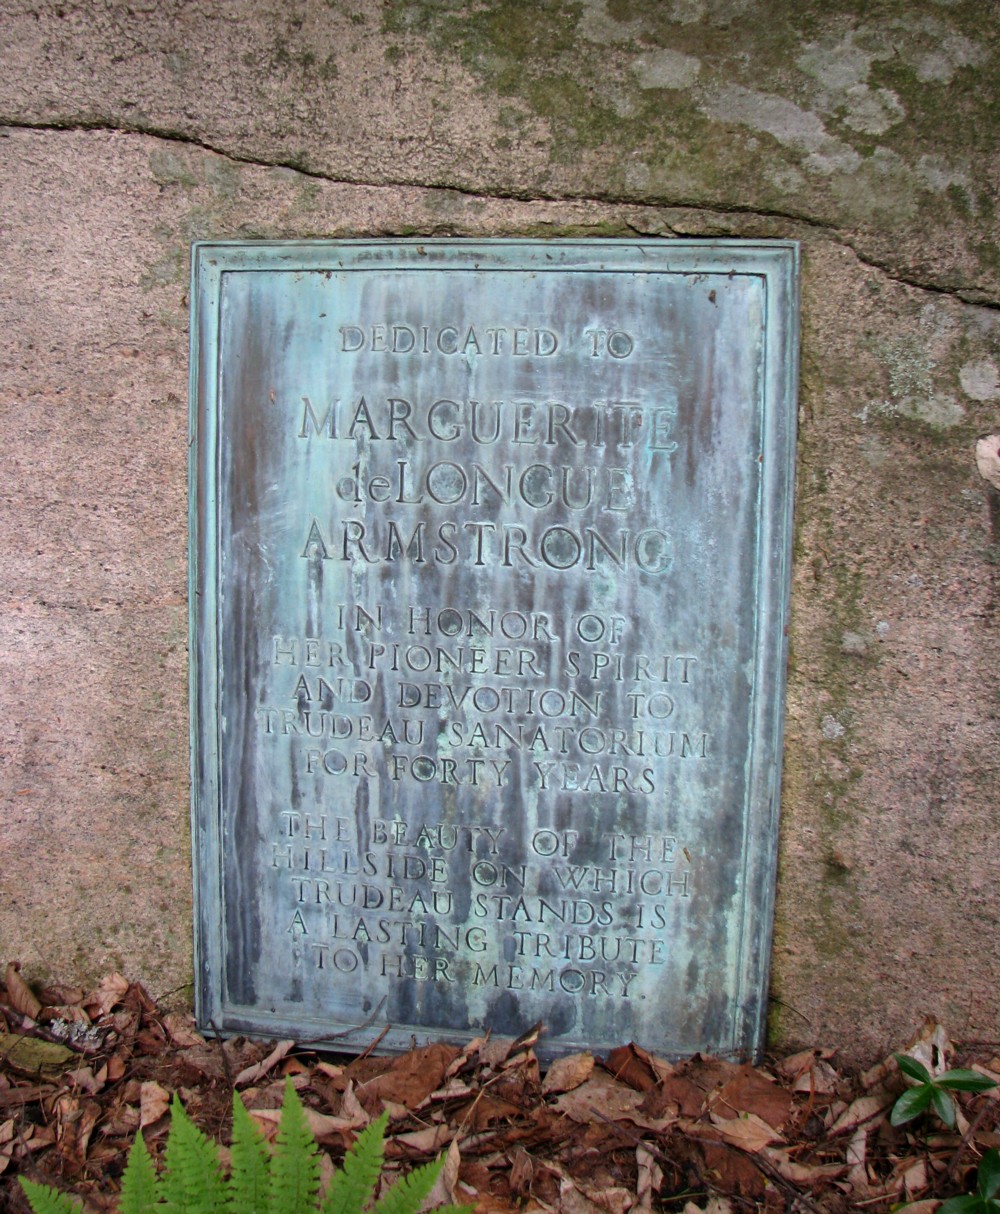 DEDICATED TO
MARGUERITE
deLONGUE
ARMSTRONG
IN HONOR OF
HER PIONEER SPIRIT
AND DEVOTION TO
TRUDEAU SANATORIUM
FOR FORTY YEARS.
THE BEAUTY OF THE
HILLSIDE ON WHICH
TRUDEAU STANDS IS
A LASTING TRIBUTE
TO HER MEMORY.